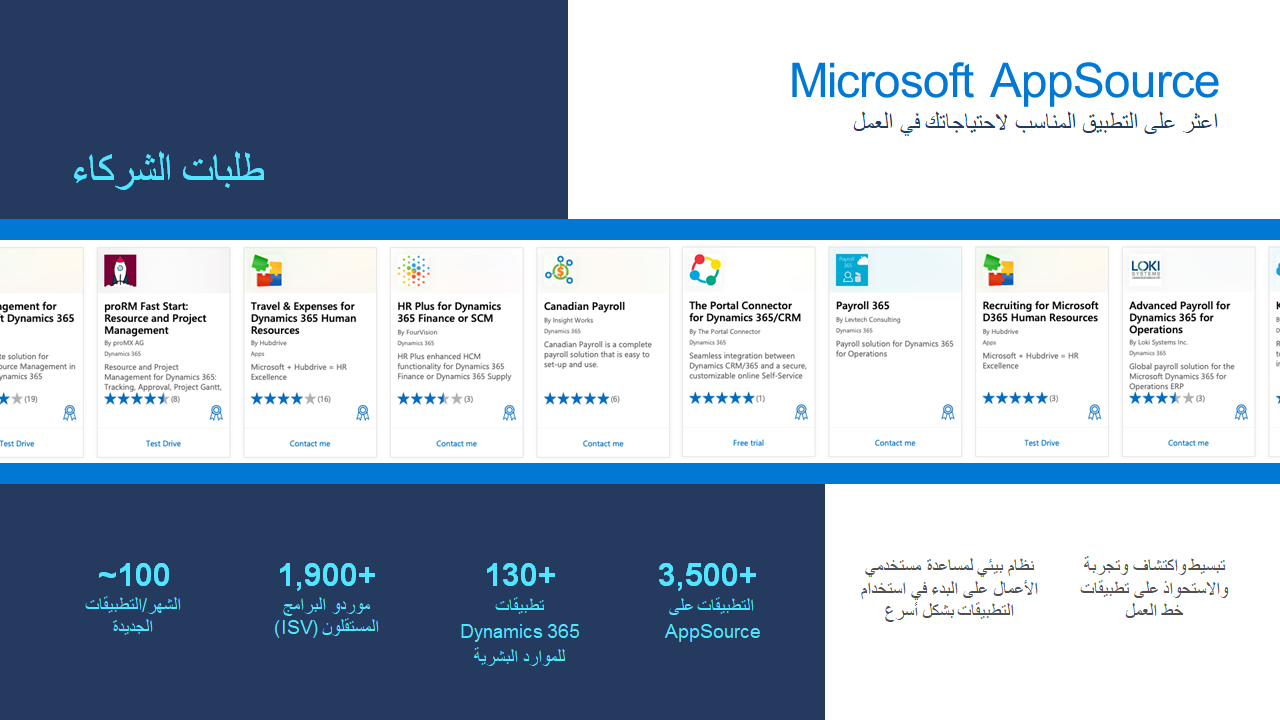 Microsoft AppSource
اعثر على التطبيق المناسب لاحتياجاتك في العمل
طلبات الشركاء
agement for
t Dynamics 365
te solution for
ource Management in
ynamics 365
(19)
Test Drive
proRM Fast Start:
Resource and Project
Management
By proMX AG
Dynamics 365
Resource and Project
Management for Dynamics 365:
Tracking, Approval, Project Gantt,
(8)
Test Drive
Travel & Expenses for
Dynamics 365 Human
Resources
By Hubdrive
Apps
Microsoft + Hubdrive = HR
Excellence
(16)
Contact me
HR Plus for Dynamics
365 Finance or SCM
By FourVision
Dynamics 365
HR Plus enhanced HCM
functionality for Dynamics 365
Finance or Dynamics 365 Supply
(3)
Contact me
Canadian Payroll
By Insight Works
Dynamics 365
Canadian Payroll is a complete
payroll solution that is easy to
set-up and use.
(6)
Contact me
The Portal Connector
for Dynamics 365/CRM
By The Portal Connector
Dynamics 365
Seamless integration between
Dynamics CRM/365 and a secure,
customizable online Self-Service
(1)
Free trial
Payroll
365
Payroll 365
By Levtech Consulting
Dynamics 365
Payroll solution for Dynamics 365
for Operations
Contact me
Recruiting for Microsoft
D365 Human Resources
By Hubdrive
Apps
Microsoft + Hubdrive = HR
Excellence
(3)
Test Drive
LOKI
SYSTEMS
Advanced Payroll for
Dynamics 365 for
Operations
By Loki Systems Inc.
Dynamics 365
Global payroll solution for the
Microsoft Dynamics 365 for
Operations ERP
(3)
Contact me
تبسيط واكتشاف وتجربة
والاستحواذ على تطبيقات
خط العمل
نظام بيئي لمساعدة مستخدمي
الأعمال على البدء في استخدام
التطبيقات بشكل أسرع
3,500+
التطبيقات على
AppSource
130+
تطبيقات
Dynamics 365
للموارد البشرية
1,900+
موردو البرامج
المستقلون (ISV)
~100
الشهر/التطبيقات
الجديدة